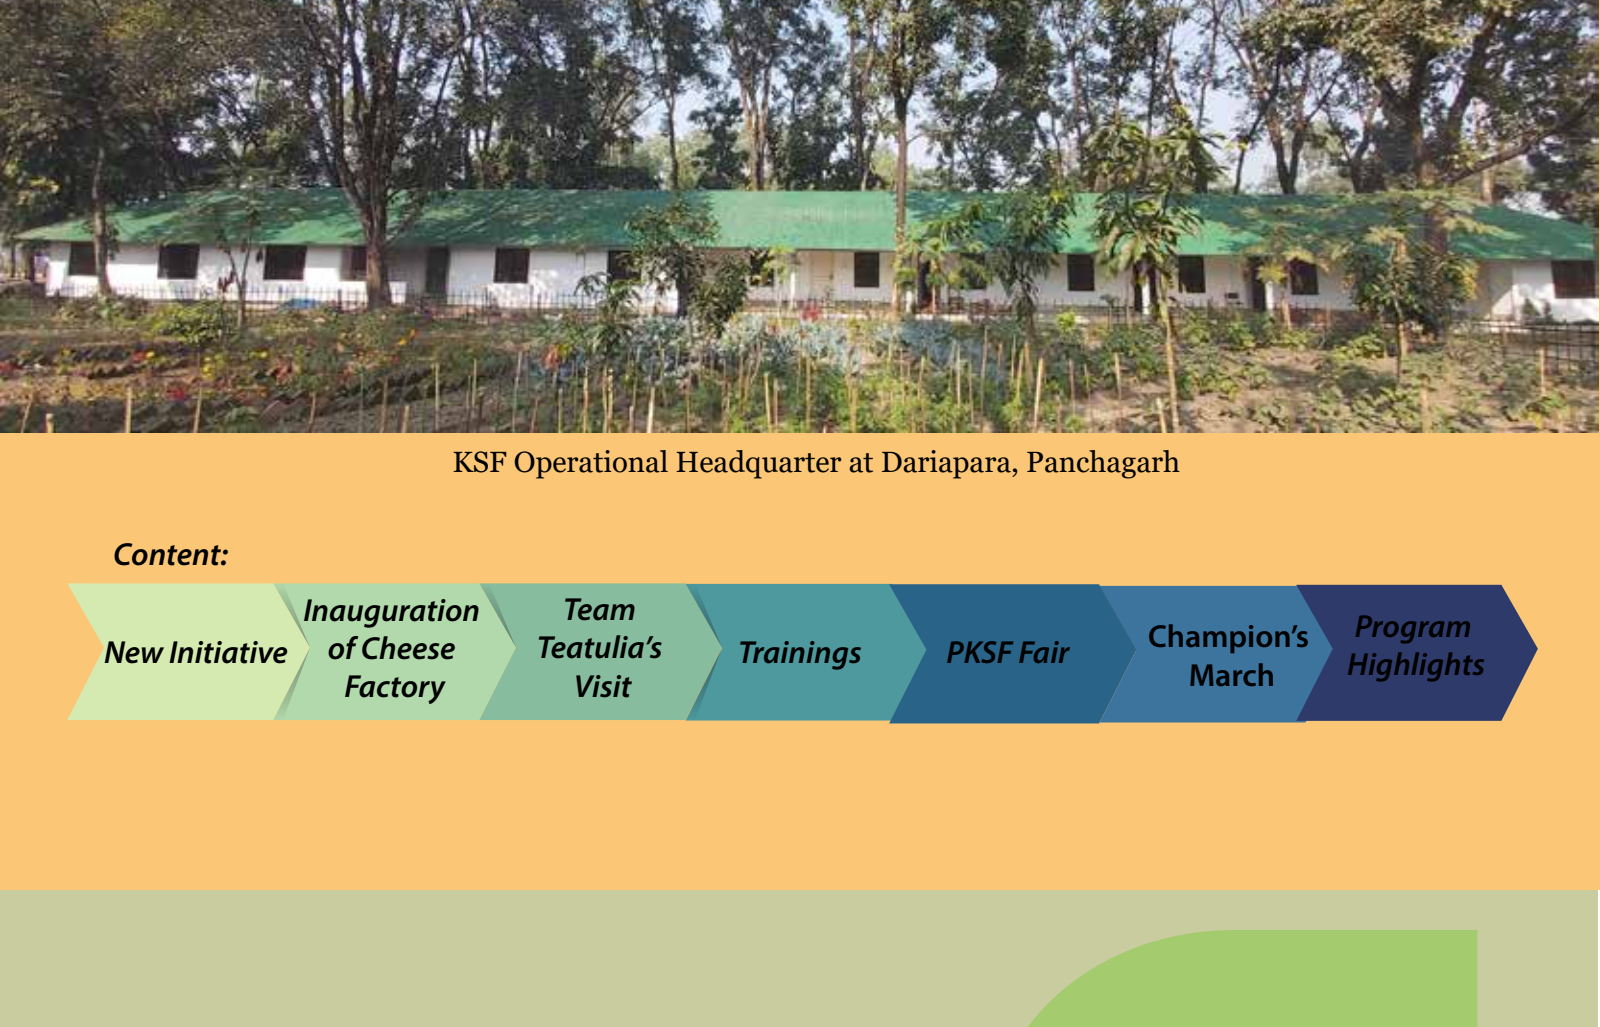 KSF Operational Headquarter at Dariapara, Panchagarh
Content:
New Initiative
Inauguration
of Cheese
Factory
Team
Teatulia’s
Visit
Trainings
PKSF Fair
Champion’s
March
Program
Highlights